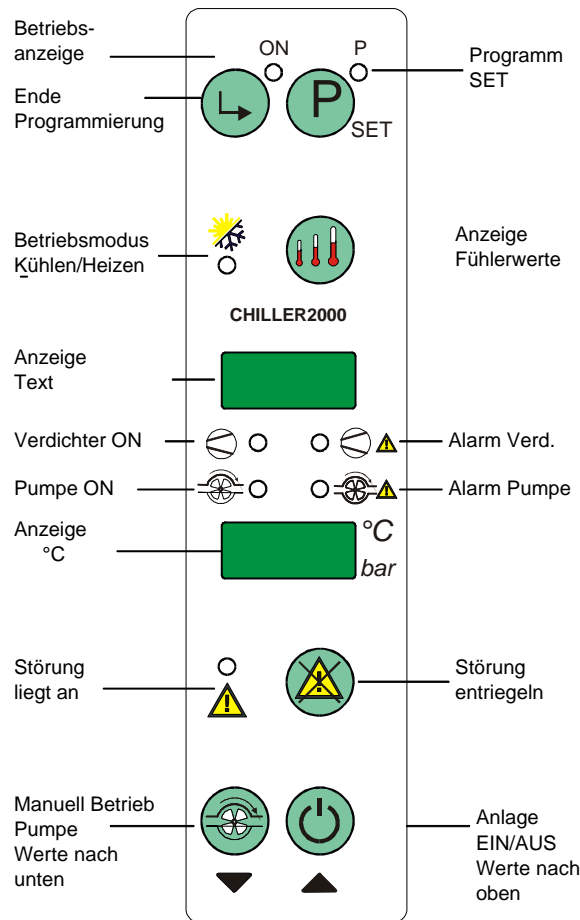 Betriebs-
anzeige
ON
P
Programm
SET
Ende
Programmierung
P
SET
Betriebsmodus
Kühlen/Heizen
Anzeige
Fühlerwerte
CHILLER2000
Anzeige
Text
Verdichter ON
Alarm Verd.
Pumpe ON
Alarm Pumpe
Anzeige
°C
°C
bar
Störung
liegt an
Störung
entriegeln
Manuell Betrieb
Pumpe
Werte nach
unten
Anlage
EIN/AUS
Werte nach
oben